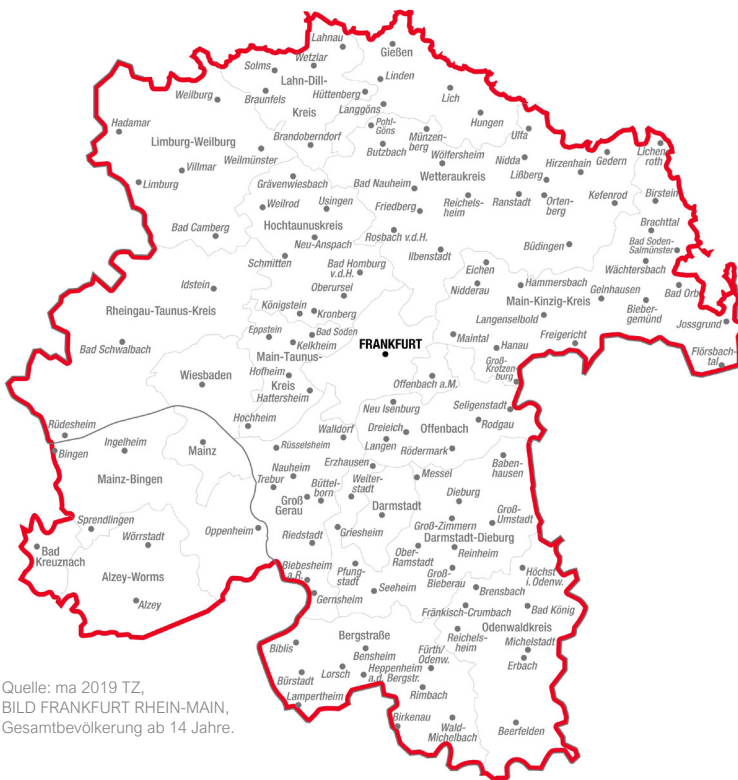 Lahnau
Gießen
Wetzlar
Solms
Lahn-Dill-
Kreis
Linden
Weilburg
Braunfels
Hüttenberg
Lich
Langgöns
Hadamar
Pohl-
Göns
Hungen
Limburg-Weilburg
Brandoberndorf
Münzen-
berg
Ulfa
Butzbach
Wölfersheim
Lichen-
roth
Weilmünster
Nidda
Hirzenhain
Gedern
Villmar
Wetteraukreis
Lißberg
Limburg
Grävenwiesbach
Bad Nauheim
Birstein
Usingen
Reichels-
heim
Ranstadt
Orten-
berg
Kefenrod
Weilrod
Friedberg
Hochtaunuskreis
Brachttal
Bad Camberg
Neu-Anspach
Rosbach v.d.H.
Büdingen
Bad Soden-
Salmünster
Schmitten
Bad Homburg
v.d.H.
Ilbenstadt
Eichen
Wächtersbach
Idstein
Oberursel
Nidderau
Hammersbach
Gelnhausen
Bad Orb
Main-Kinzig-Kreis
Rheingau-Taunus-Kreis
Königstein
Kronberg
Langenselbold
Bieber-
gemünd
Jossgrund
Eppstein
Bad Soden
FRANKFURT
Maintal
Freigericht
Bad Schwalbach
Kelkheim
Hanau
Main-Taunus-
Kreis
Groß-
Krotzen-
burg
Flörsbach-
tal
Wiesbaden
Hofheim
Offenbach a.M.
Hattersheim
Neu Isenburg
Seligenstadt
Hochheim
Walldorf
Dreieich
Offenbach
Rodgau
Rüdesheim
Ingelheim
Mainz
Rüsselsheim
Langen
Rödermark
Bingen
Erzhausen
Baben-
hausen
Mainz-Bingen
Nauheim
Weiter-
stadt
Messel
Trebur
Büttel-
born
Dieburg
Groß
Gerau
Darmstadt
Groß-
Umstadt
Sprendlingen
Oppenheim
Griesheim
Groß-Zimmern
Wörrstadt
Riedstadt
Darmstadt-Dieburg
Bad
Kreuznach
Ober-
Ramstadt
Reinheim
Biebesheim
a.R.
Pfung-
stadt
Groß-
Bieberau
Höchst
i. Odenw.
Alzey-Worms
Seeheim
Brensbach
Alzey
Gernsheim
Fränkisch-Crumbach
Bad König
Odenwaldkreis
Bergstraße
Reichels-
heim
Michelstadt
Biblis
Bensheim
Fürth/
Odenw.
Erbach
Bürstadt
Lorsch
Heppenheim
a.d. Bergstr.
Rimbach
Lampertheim
Birkenau
Wald-
Michelbach
Beerfelden
Quelle: ma 2019 TZ,
BILD FRANKFURT RHEIN-MAIN,
Gesamtbevölkerung ab 14 Jahre.